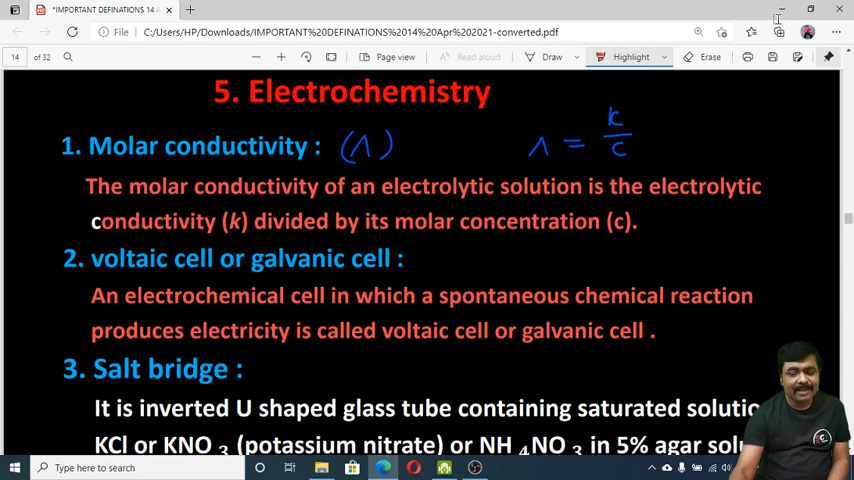 *IMPORTANT DEFINATIONS 14 A
File
C:/Users/HP/Downloads/IMPORTANT%20DEFINATIONS%2014%20Apr%202021-converted.pdf
14 of 32
Page view
Read aloud
Draw
Highlight
Erase
5. Electrochemistry
1. Molar conductivity : (Λ) Λ = k/c
The molar conductivity of an electrolytic solution is the electrolytic
conductivity (k) divided by its molar concentration (c).
2. voltaic cell or galvanic cell :
An electrochemical cell in which a spontaneous chemical reaction
produces electricity is called voltaic cell or galvanic cell .
3. Salt bridge :
It is inverted U shaped glass tube containing saturated solutio
KCl or KNO 3 (potassium nitrate) or NH 4 NO 3 in 5% agar solu
Type here to search
ENG